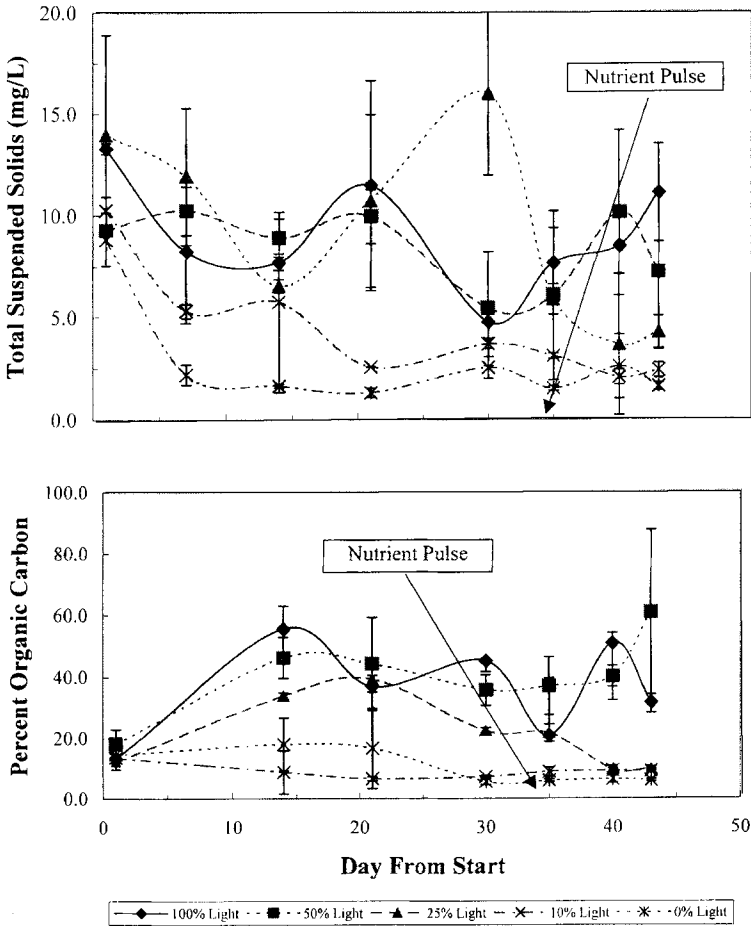 20.0
15.0
10.0
5.0
0.0
Total Suspended Solids (mg/L)
Nutrient Pulse
100.0
80.0
60.0
40.0
20.0
0.0
Percent Organic Carbon
Nutrient Pulse
0 10 20 30 40 50
Day From Start
100% Light 50% Light 25% Light 10% Light 0% Light